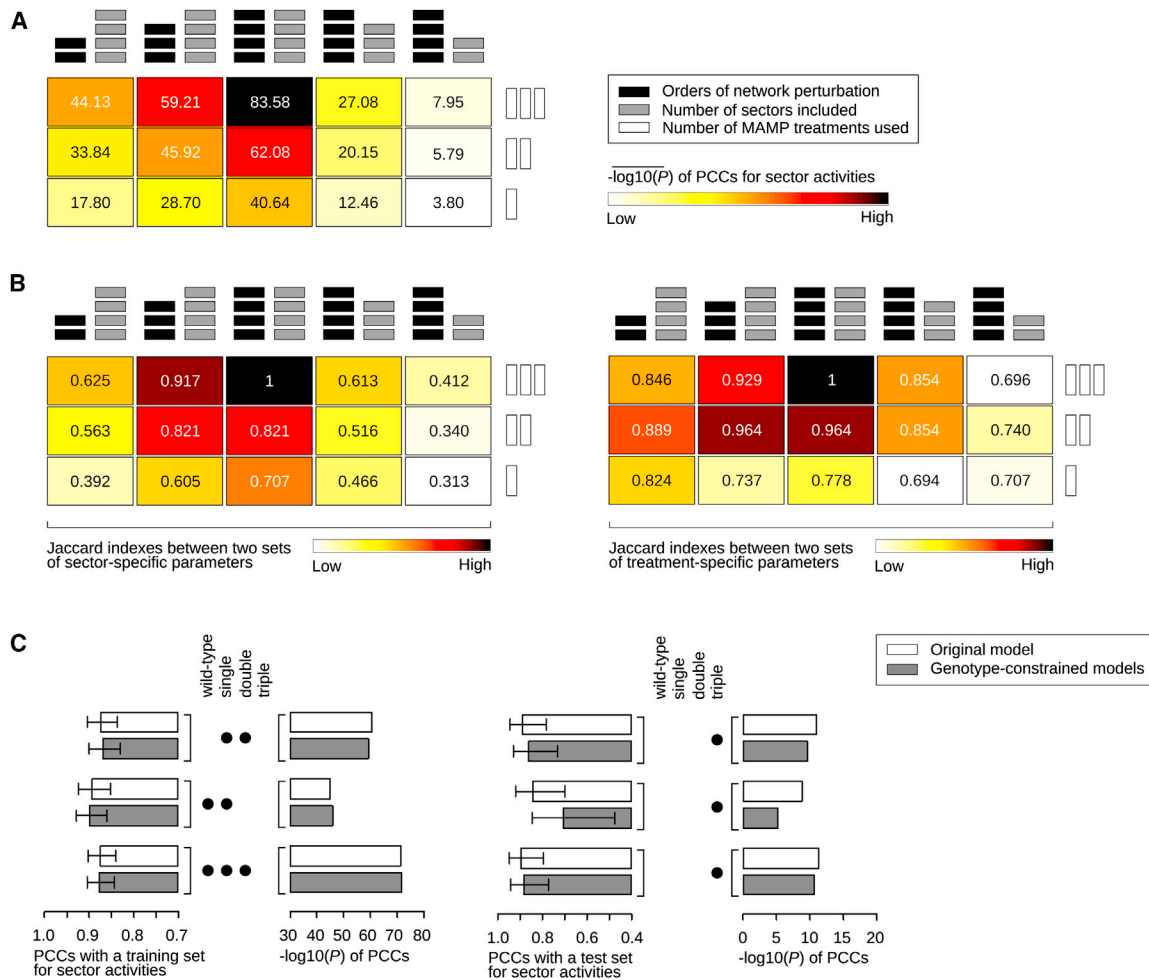 A
44.13 59.21 83.58 27.08 7.95
33.84 45.92 62.08 20.15 5.79
17.80 28.70 40.64 12.46 3.80
Orders of network perturbation
Number of sectors included
Number of MAMP treatments used
-log10(P) of PCCs for sector activities
Low High
B
0.625 0.917 1 0.613 0.412
0.563 0.821 0.821 0.516 0.340
0.392 0.605 0.707 0.466 0.313
Jaccard indexes between two sets
of sector-specific parameters
Low High
0.846 0.929 1 0.854 0.696
0.889 0.964 0.964 0.854 0.740
0.824 0.737 0.778 0.694 0.707
Jaccard indexes between two sets
of treatment-specific parameters
Low High
C
wild-type
single
double
triple
wild-type
single
double
triple
Original model
Genotype-constrained models
1.0 0.9 0.8 0.7
PCCs with a training set
for sector activities
30 40 50 60 70 80
-log10(P) of PCCs
1.0 0.8 0.6 0.4
PCCs with a test set
for sector activities
0 5 10 15 20
-log10(P) of PCCs